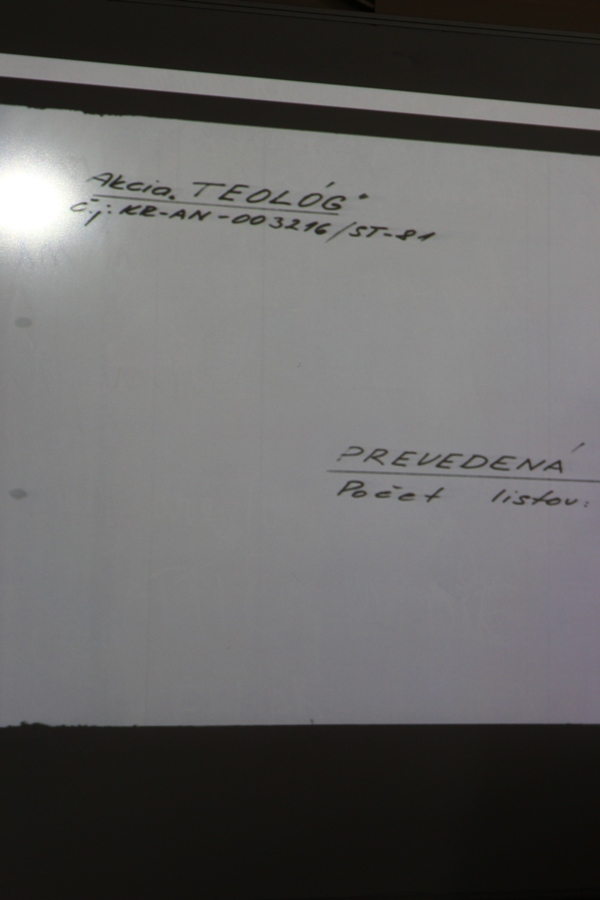 Akcia „TEOLÓG“
č.j: KR-AN-003216/ST-81
PREVEDENÁ
Počet listov: